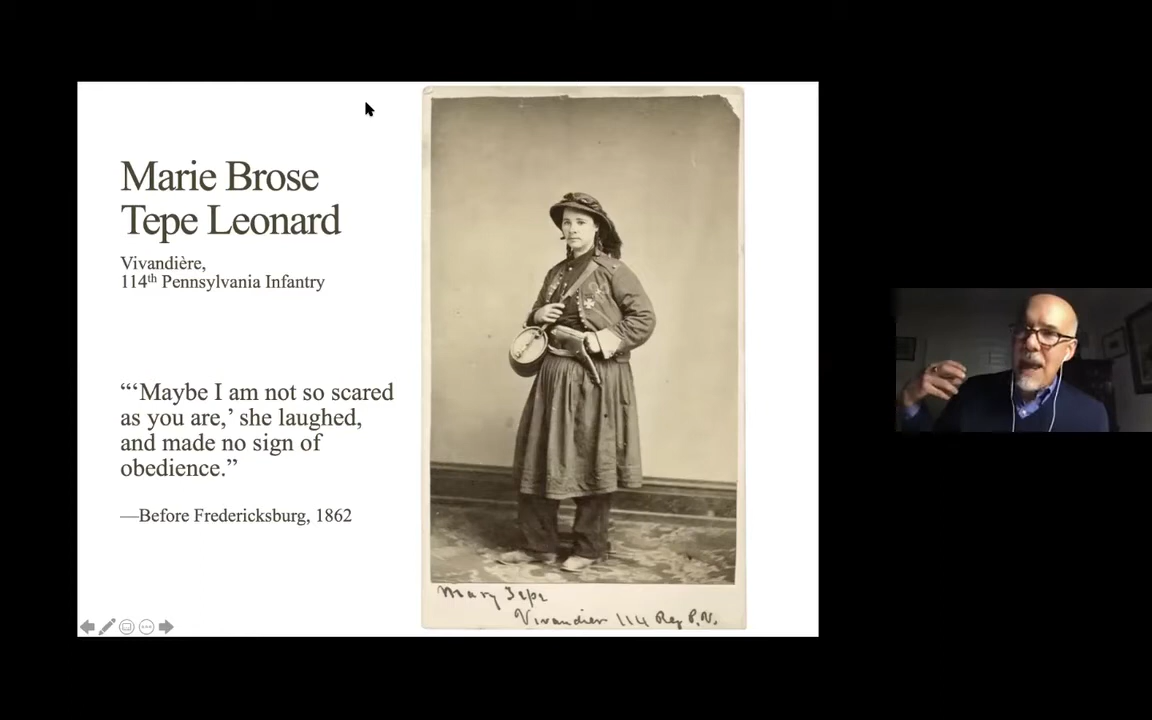 Marie Brose
Tepe Leonard
Vivandière,
114th Pennsylvania Infantry
“‘Maybe I am not so scared
as you are,’ she laughed,
and made no sign of
obedience.”
—Before Fredericksburg, 1862
Mary Tepe
Vivandier 114 Reg P.V.